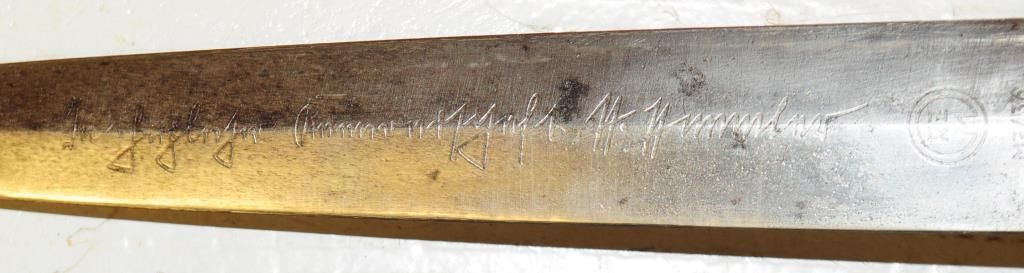 In herzlicher Kameradschaft, H. Himmler